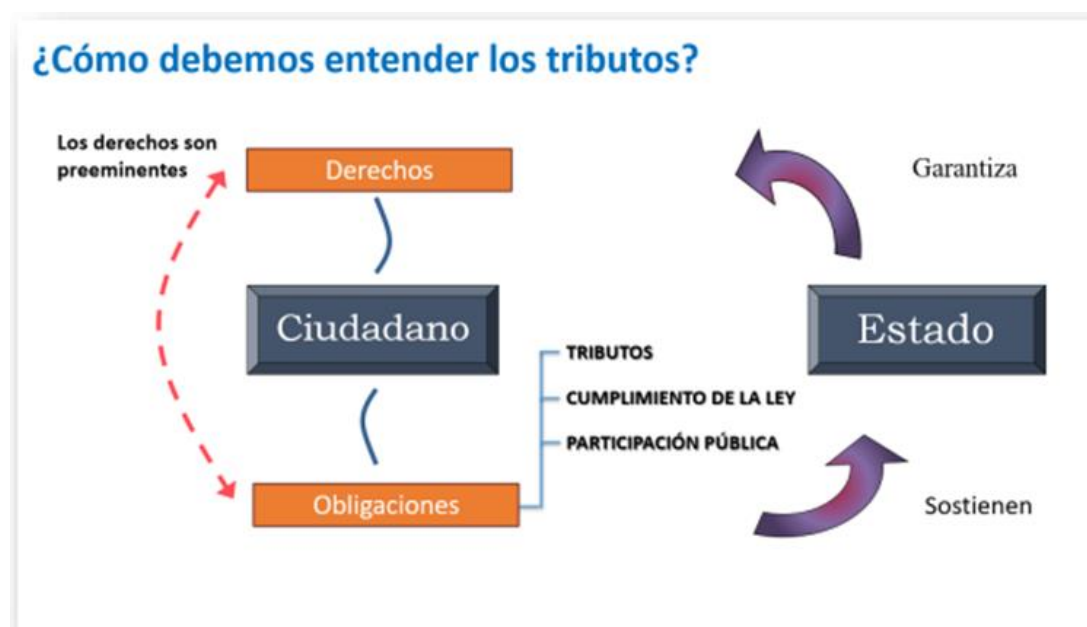 ¿Cómo debemos entender los tributos?
Los derechos son
preeminentes
Derechos
Garantiza
Ciudadano
Estado
TRIBUTOS
CUMPLIMIENTO DE LA LEY
PARTICIPACIÓN PÚBLICA
Obligaciones
Sostienen